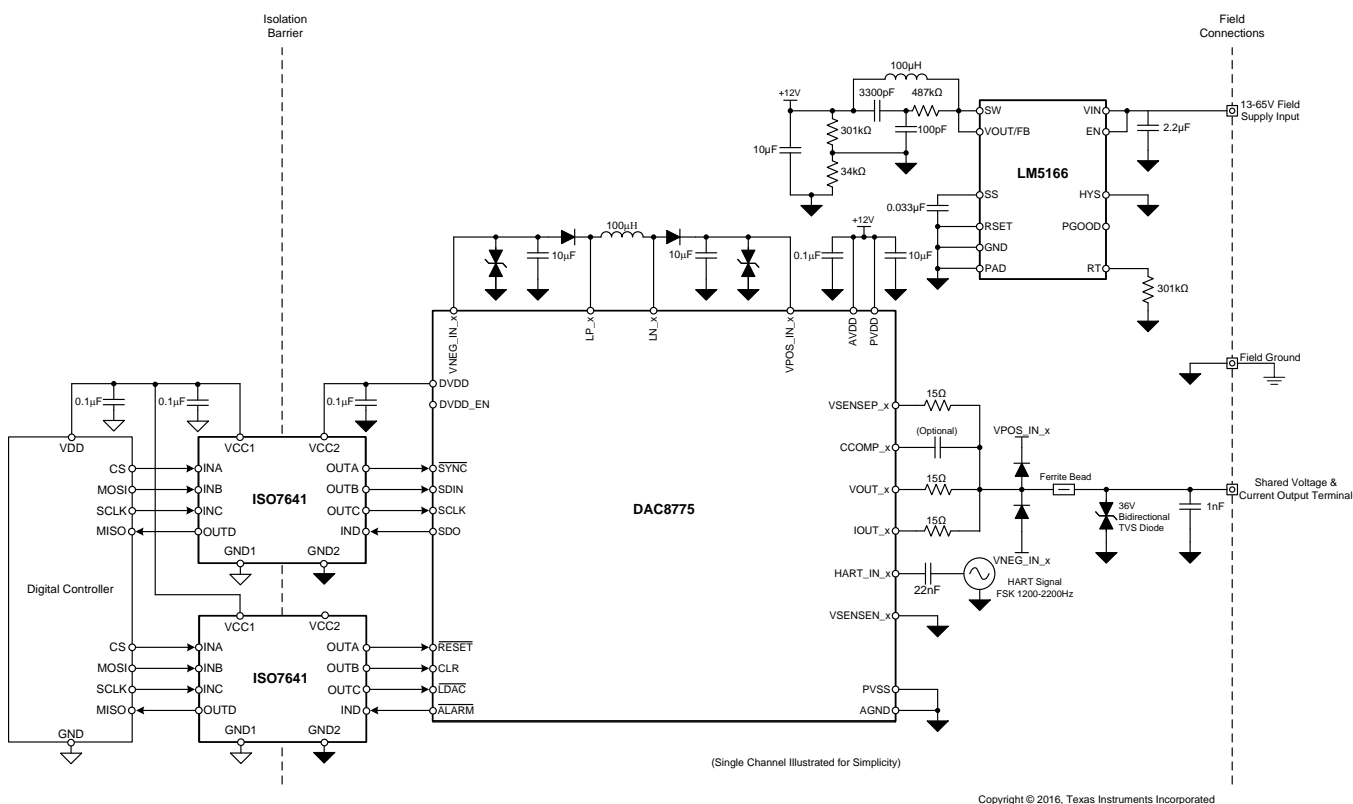 Isolation
Barrier
Field
Connections
100µH
+12V
3300pF
487kΩ
301kΩ
100pF
10µF
34kΩ
SW
VOUT/FB
VIN
EN
LM5166
SS
RSET
GND
PAD
HYS
PGOOD
RT
0.033µF
2.2µF
301kΩ
13-65V Field
Supply Input
100µH
10µF
10µF
+12V
0.1µF
10µF
VNEG_IN_x
LP_x
LN_x
VPOS_IN_x
AVDD
PVDD
Field Ground
0.1µF
0.1µF
0.1µF
DVDD
DVDD_EN
VDD
VCC1
VCC2
CS
MOSI
SCLK
MISO
INA
INB
INC
OUTD
ISO7641
OUTA
OUTB
OUTC
IND
GND1
GND2
SYNC
SDIN
SCLK
SDO
DAC8775
VSENSEP_x
CCOMP_x
VOUT_x
IOUT_x
HART_IN_x
VSENSEN_x
15Ω
(Optional)
15Ω
15Ω
22nF
VPOS_IN_x
VNEG_IN_x
Ferrite Bead
36V
Bidirectional
TVS Diode
1nF
Shared Voltage &
Current Output Terminal
HART Signal
FSK 1200-2200Hz
Digital Controller
VCC1
VCC2
CS
MOSI
SCLK
MISO
INA
INB
INC
OUTD
ISO7641
OUTA
OUTB
OUTC
IND
GND1
GND2
GND
RESET
CLR
LDAC
ALARM
PVSS
AGND
(Single Channel Illustrated for Simplicity)
Copyright © 2016, Texas Instruments Incorporated